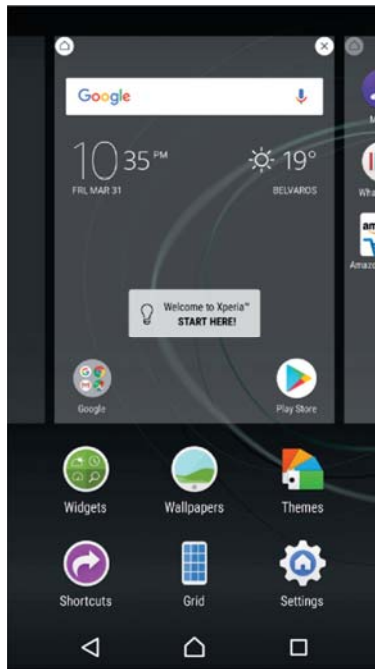 Google
10 35 PM
19°
FRI, MAR 31
BELVAROS
Welcome to Xperia™
START HERE!
Google
Play Store
Widgets
Wallpapers
Themes
Shortcuts
Grid
Settings